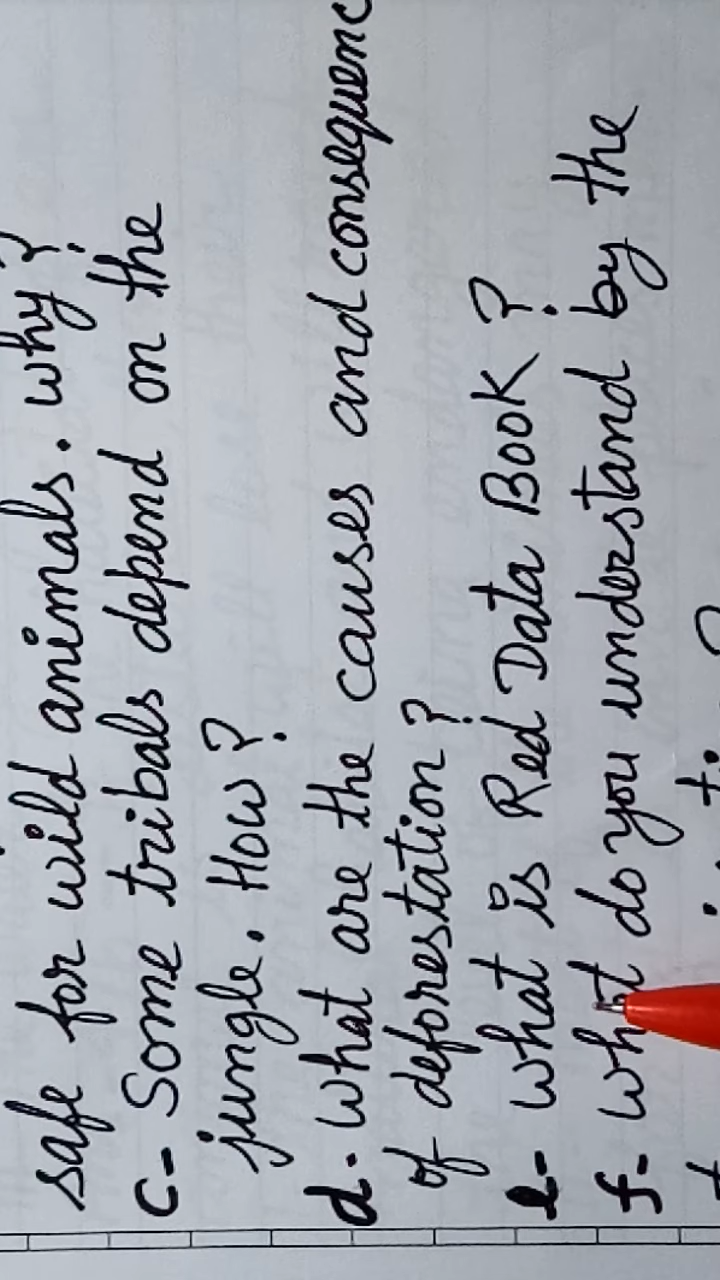 safe for wild animals. why?
c- Some tribals depend on the
jungle. How?
d. What are the causes and consequenc
of deforestation?
e- What is Red Data Book?
f- What do you understand by the